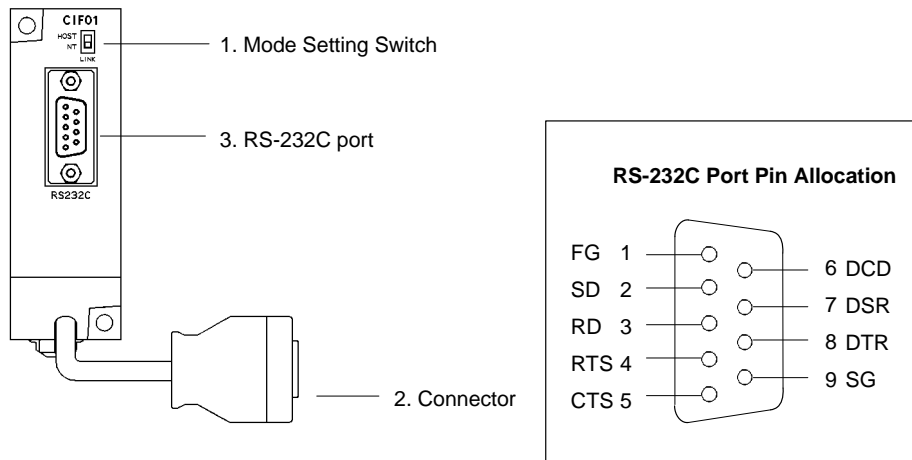 CIF01
HOST
NT
LINK
1. Mode Setting Switch
3. RS-232C port
RS232C
2. Connector
RS-232C Port Pin Allocation
FG 1
SD 2
RD 3
RTS 4
CTS 5
6 DCD
7 DSR
8 DTR
9 SG